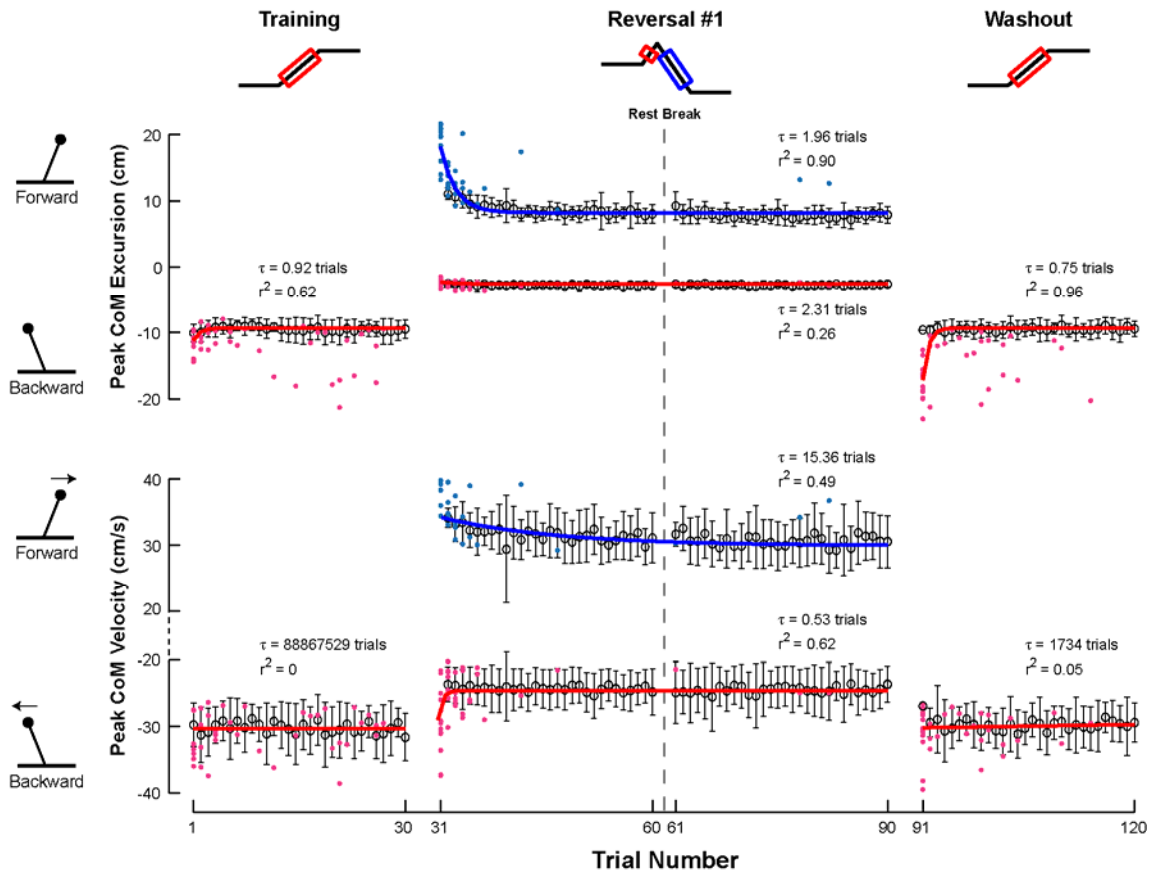 Training
Reversal #1
Washout
Rest Break
Peak CoM Excursion (cm)
20
10
0
-10
-20
Forward
Backward
τ = 1.96 trials
r² = 0.90
τ = 0.92 trials
r² = 0.62
τ = 2.31 trials
r² = 0.26
τ = 0.75 trials
r² = 0.96
Peak CoM Velocity (cm/s)
40
30
20
-20
-30
-40
Forward
Backward
τ = 15.36 trials
r² = 0.49
τ = 88867529 trials
r² = 0
τ = 0.53 trials
r² = 0.62
τ = 1734 trials
r² = 0.05
1
30
31
60
61
90
91
120
Trial Number